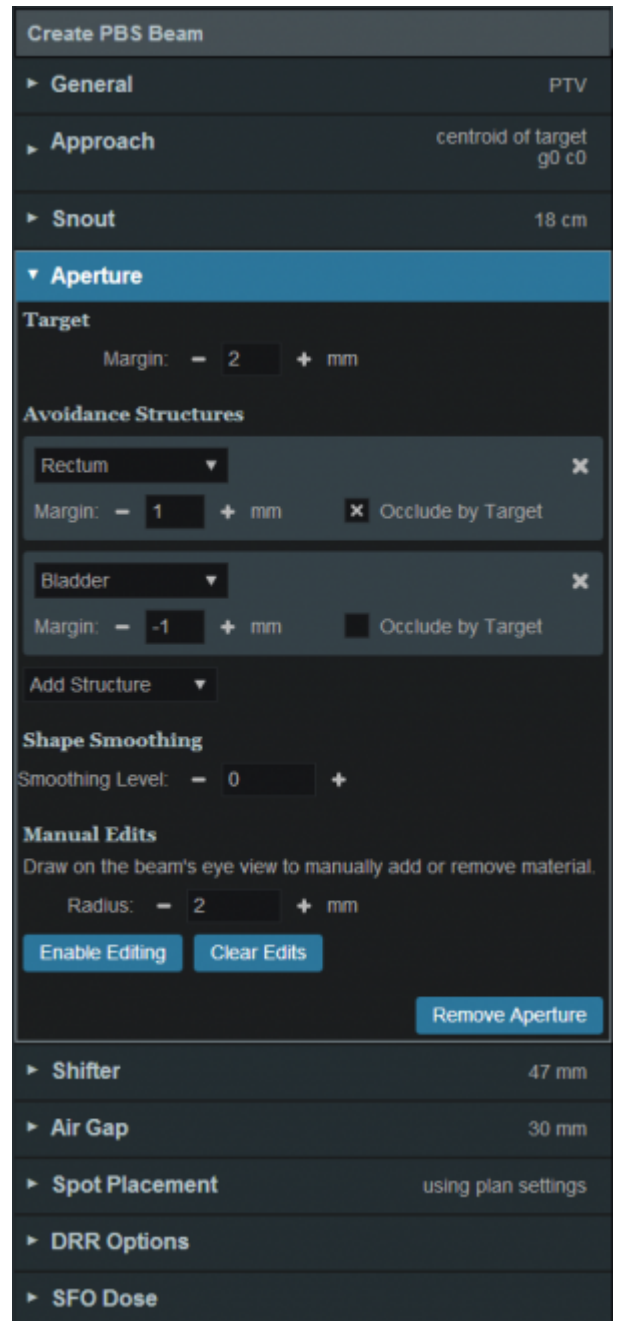 Create PBS Beam
General PTV
Approach centroid of target
g0 c0
Snout 18 cm
Aperture
Target
Margin: 2 mm
Avoidance Structures
Rectum
Margin: 1 mm Occlude by Target
Bladder
Margin: -1 mm Occlude by Target
Add Structure
Shape Smoothing
Smoothing Level: 0
Manual Edits
Draw on the beam's eye view to manually add or remove material.
Radius: 2 mm
Enable Editing Clear Edits
Remove Aperture
Shifter 47 mm
Air Gap 30 mm
Spot Placement using plan settings
DRR Options
SFO Dose